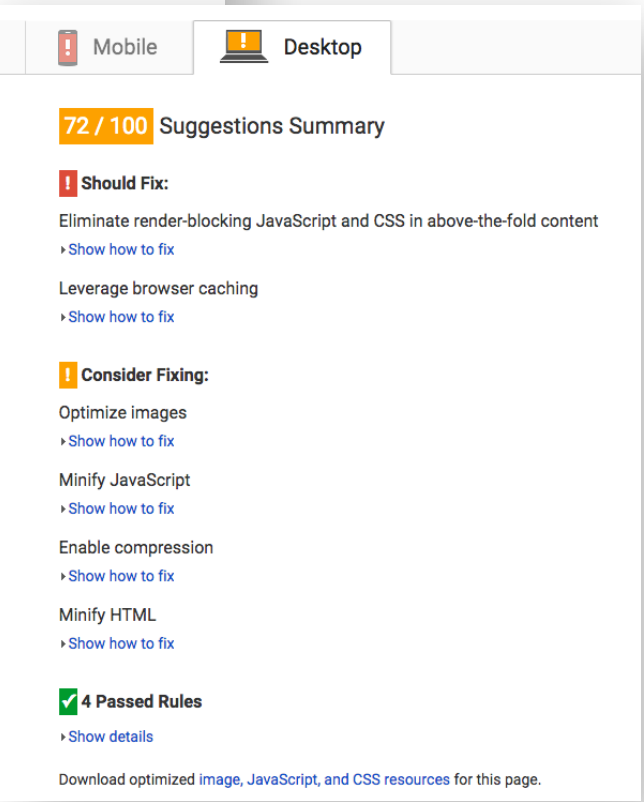 Mobile
Desktop
72 / 100 Suggestions Summary
! Should Fix:
Eliminate render-blocking JavaScript and CSS in above-the-fold content
Show how to fix
Leverage browser caching
Show how to fix
! Consider Fixing:
Optimize images
Show how to fix
Minify JavaScript
Show how to fix
Enable compression
Show how to fix
Minify HTML
Show how to fix
4 Passed Rules
Show details
Download optimized image, JavaScript, and CSS resources for this page.